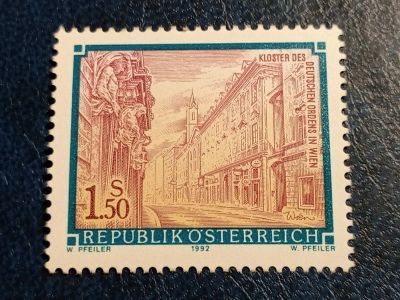 KLOSTER DES
DEUTSCHEN ORDENS IN WIEN
S
1.50
REPUBLIK ÖSTERREICH
W. PFEILER 1992 W. PFEILER